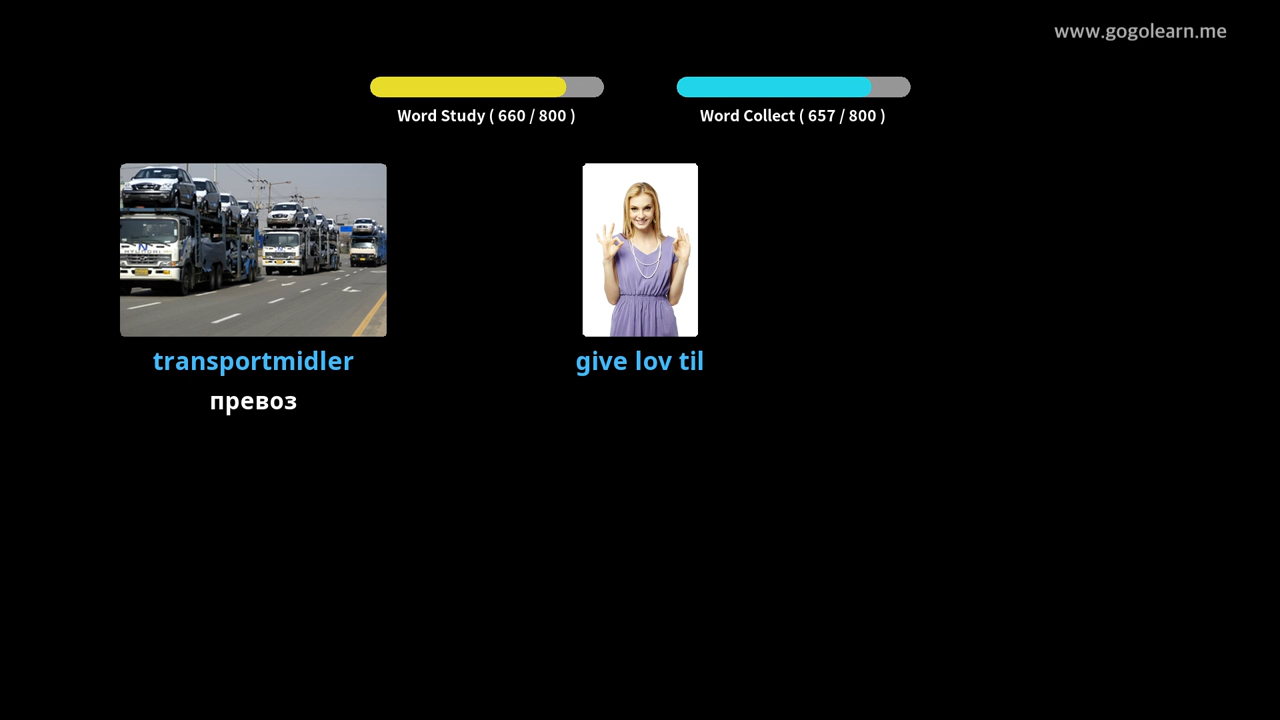 www.gogolearn.me
Word Study ( 660 / 800 )
Word Collect ( 657 / 800 )
transportmidler
превоз
give lov til